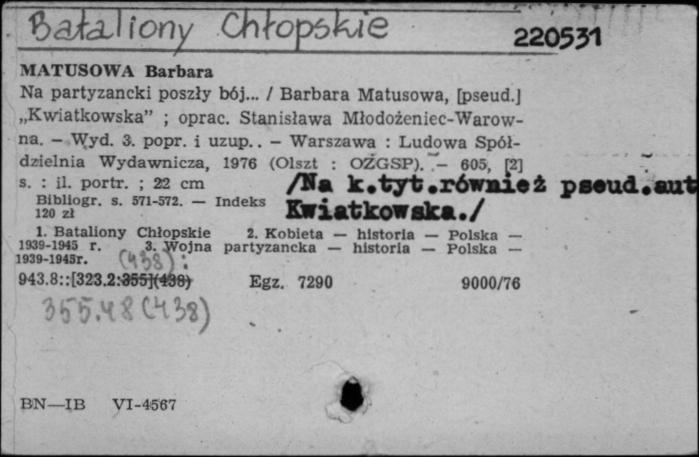 Bataliony Chłopskie
220531
MATUSOWA Barbara
Na partyzancki poszły bój... / Barbara Matusowa, [pseud.]
„Kwiatkowska” ; oprac. Stanisława Młodożeniec-Warow-
na. — Wyd. 3. popr. i uzup.. — Warszawa : Ludowa Spół-
dzielnia Wydawnicza, 1976 (Olszt : OZGSP). — 605, [2]
s. : il. portr. ; 22 cm /Na k.tyt.również pseud.aut
Bibliogr. s. 571-572. — Indeks Kwiatkowska./
120 zł
1. Bataliony Chłopskie 2. Kobieta — historia — Polska —
1939-1945 r. 3. Wojna partyzancka — historia — Polska —
1939-1945r.
(438) :
943.8::[323.2:355](438) Egz. 7290 9000/76
355.48(438)
BN—IB VI-4567